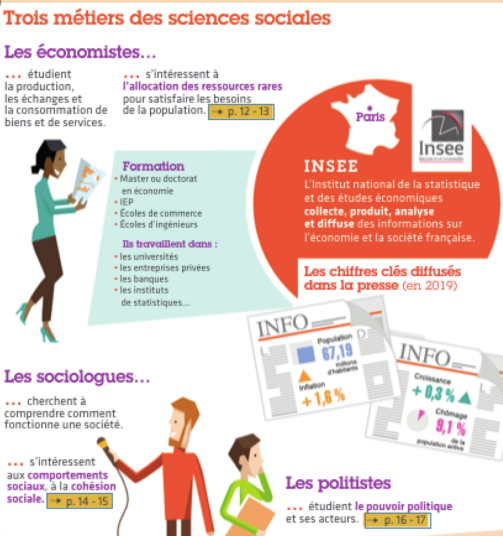 Trois métiers des sciences sociales
Les économistes...
... étudient
la production,
les échanges et
la consommation de
biens et de services.
... s'intéressent à
l'allocation des ressources rares
pour satisfaire les besoins
de la population. → p. 12 - 13
Formation
• Master ou doctorat
en économie
• IEP
• Écoles de commerce
• Écoles d'ingénieurs
Ils travaillent dans :
• les universités
• les entreprises privées
• les banques
• les instituts
de statistiques...
Paris
Insee
INSEE
L'Institut national de la statistique
et des études économiques
collecte, produit, analyse
et diffuse des informations sur
l'économie et la société française.
Les chiffres clés diffusés
dans la presse (en 2019)
INFO
Population
67,19
millions
d'habitants
Inflation
+ 1,6 %
INFO
Croissance
+ 0,3 %
Chômage
9,1 %
de la
population active
Les sociologues...
... cherchent à
comprendre comment
fonctionne une société.
... s'intéressent
aux comportements
sociaux, à la cohésion
sociale. → p. 14 - 15
Les politistes
... étudient le pouvoir politique
et ses acteurs. → p. 16 - 17